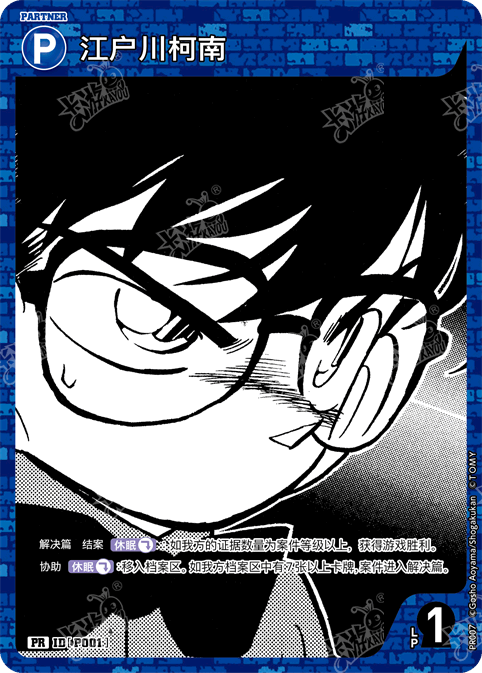 PARTNER
P 江户川柯南
解决篇 结案 休眠 :如我方的证据数量为案件等级以上，获得游戏胜利。
协助 休眠 :移入档案区。如我方档案区中有7张以上卡牌,案件进入解决篇。
PR ID[P001]
LP 1
PR007 ©Gosho Aoyama/Shogakukan ©TOMY